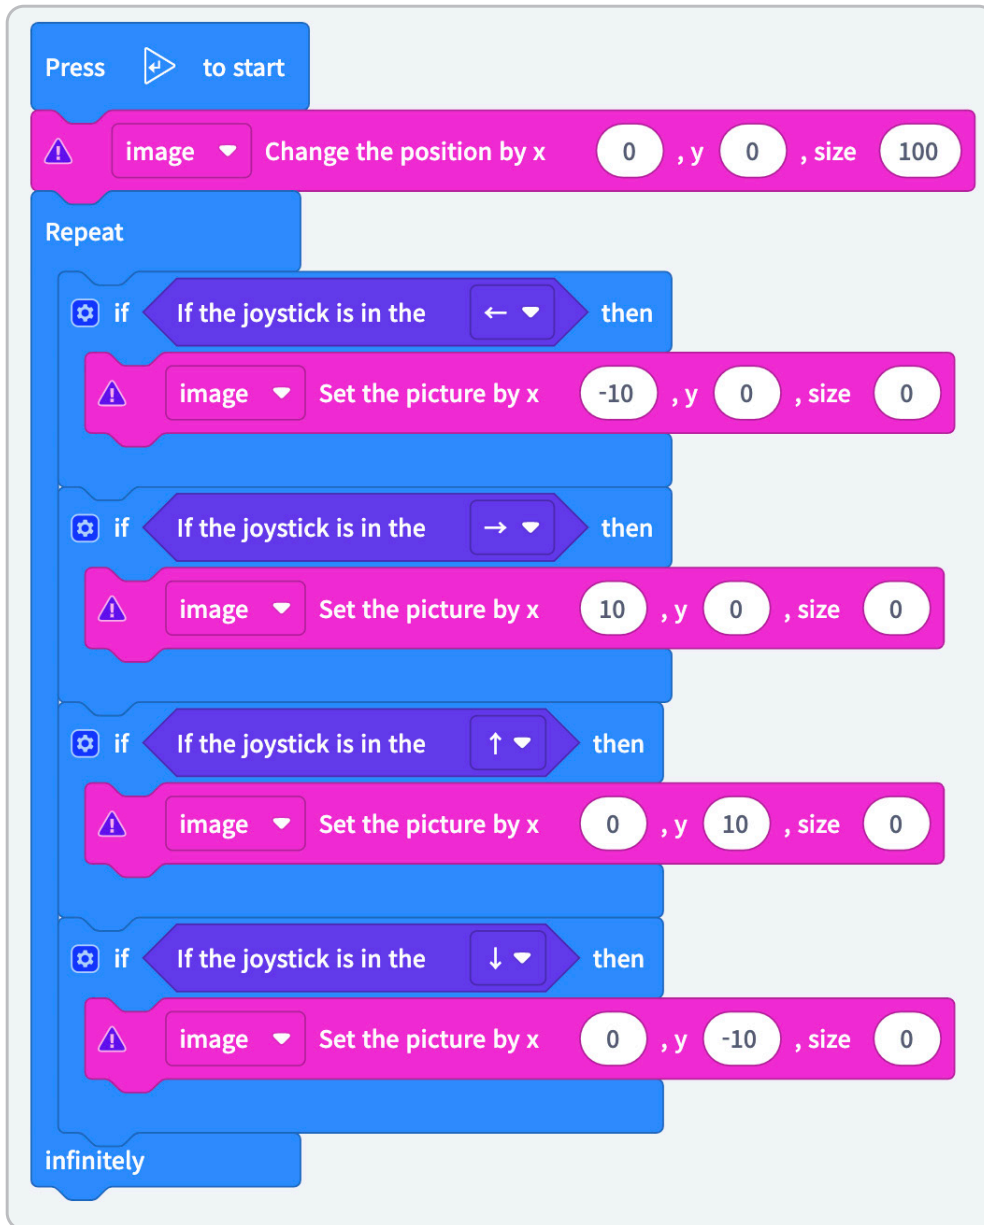 Press to start
image Change the position by x 0 , y 0 , size 100
Repeat
if If the joystick is in the ← then
image Set the picture by x -10 , y 0 , size 0
if If the joystick is in the → then
image Set the picture by x 10 , y 0 , size 0
if If the joystick is in the ↑ then
image Set the picture by x 0 , y 10 , size 0
if If the joystick is in the ↓ then
image Set the picture by x 0 , y -10 , size 0
infinitely